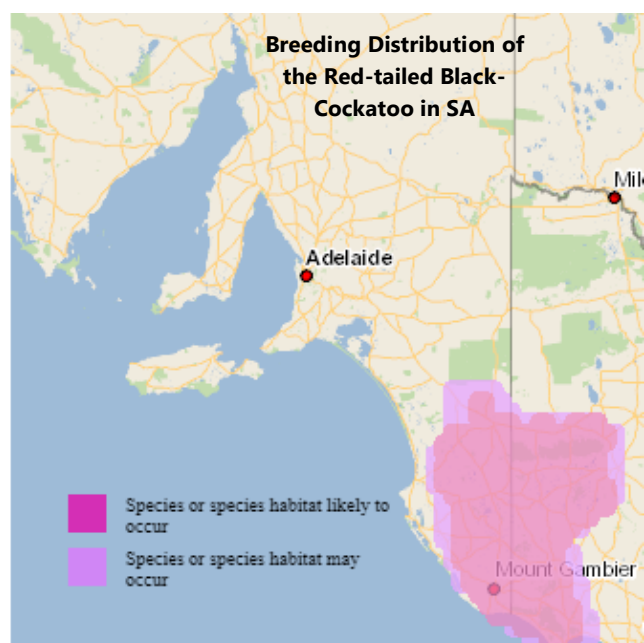 Breeding Distribution of
the Red-tailed Black-
Cockatoo in SA
Mil
Adelaide
Species or species habitat likely to
occur
Species or species habitat may
occur
Mount Gambier